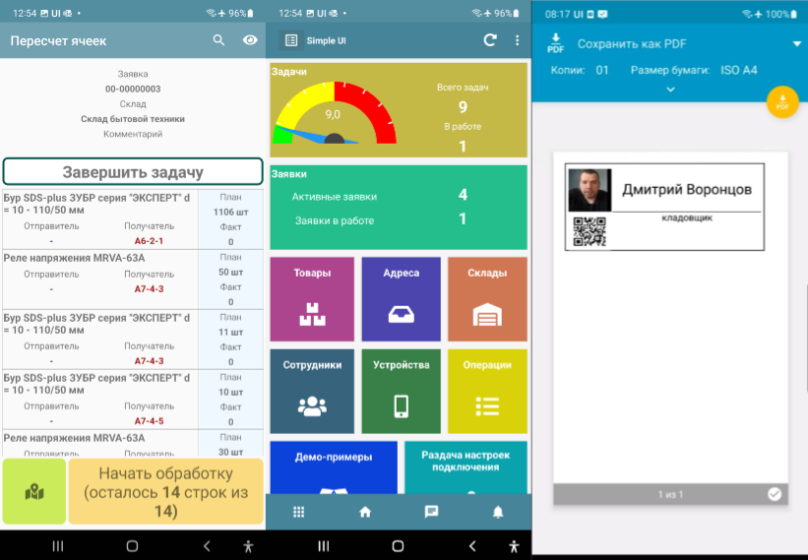 12:54 UI
96%
Пересчет ячеек
Заявка
00-00000003
Склад
Склад бытовой техники
Комментарий
Завершить задачу
Бур SDS-plus ЗУБР серия "ЭКСПЕРТ" d
= 10 - 110/50 мм
План
1106 шт
Отправитель
Получатель
Факт
-
A6-2-1
0
Реле напряжения MRVA-63A
План
50 шт
Отправитель
Получатель
Факт
-
A7-4-3
0
Бур SDS-plus ЗУБР серия "ЭКСПЕРТ" d
= 10 - 110/50 мм
План
11 шт
Отправитель
Получатель
Факт
-
A7-4-3
0
Бур SDS-plus ЗУБР серия "ЭКСПЕРТ" d
= 10 - 110/50 мм
План
10 шт
Отправитель
Получатель
Факт
-
A7-4-5
0
Реле напряжения MRVA-63A
План
30 шт
Отправитель
Получатель
Начать обработку
(осталось 14 строк из
14)
12:54 UI
96%
Simple UI
Задачи
9,0
Всего задач
9
В работе
1
Заявки
Активные заявки
4
Заявки в работе
1
Товары
Адреса
Склады
Сотрудники
Устройства
Операции
Демо-примеры
Раздача настроек
подключения
08:17 UI
100%
PDF
Сохранить как PDF
Копии: 01
Размер бумаги: ISO A4
PDF
Дмитрий Воронцов
кладовщик
1 из 1